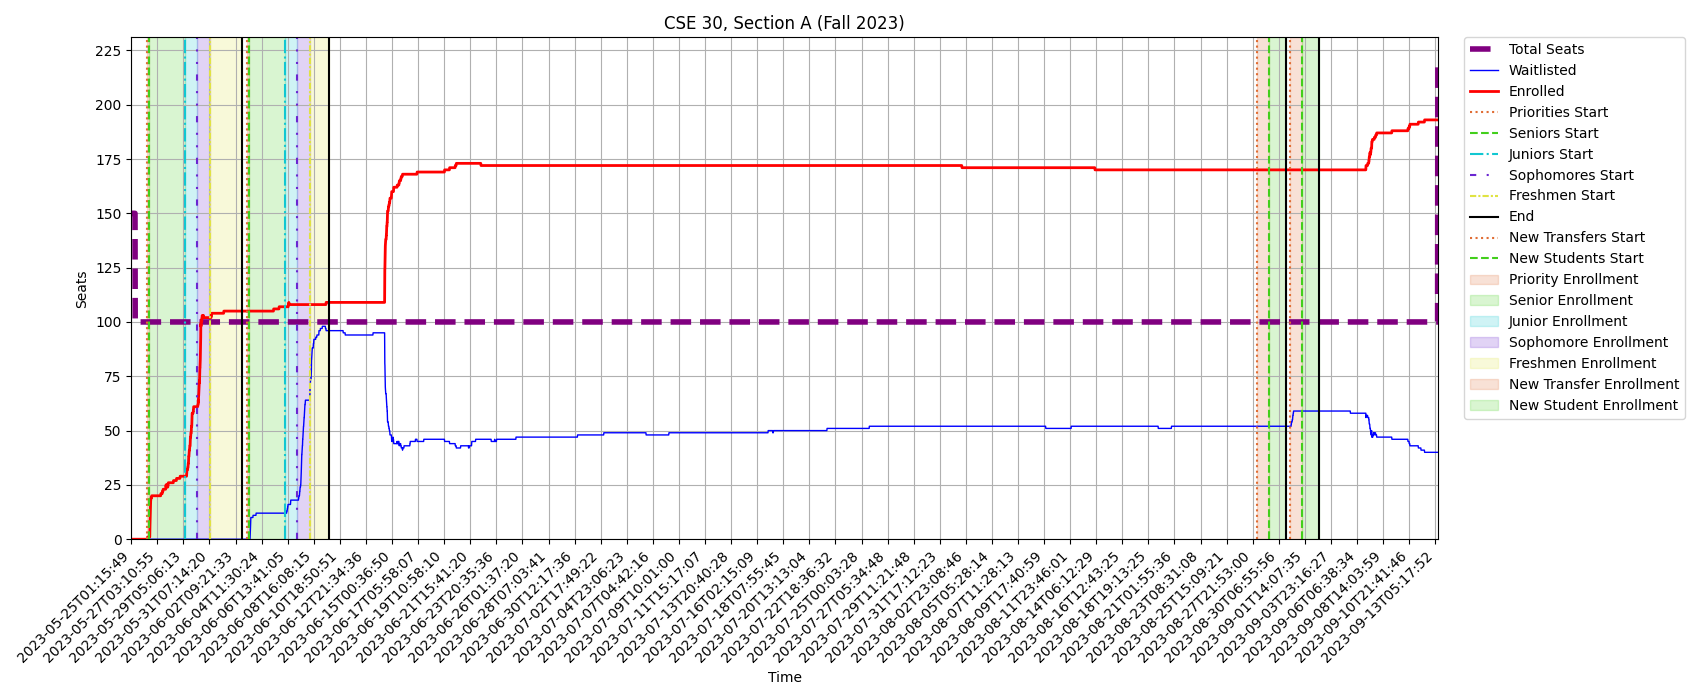 CSE 30, Section A (Fall 2023)
Seats
225
200
175
150
125
100
75
50
25
0
2023-05-25T01:15:49
2023-05-27T03:10:55
2023-05-29T05:06:13
2023-05-31T07:14:20
2023-06-02T09:21:33
2023-06-04T11:30:24
2023-06-06T13:41:05
2023-06-08T16:08:15
2023-06-10T18:50:51
2023-06-12T21:34:36
2023-06-15T00:36:50
2023-06-17T05:58:07
2023-06-19T10:58:10
2023-06-21T15:41:20
2023-06-23T20:35:36
2023-06-26T01:37:20
2023-06-28T07:03:41
2023-06-30T12:17:36
2023-07-02T17:49:22
2023-07-04T23:06:23
2023-07-07T04:42:16
2023-07-09T10:01:00
2023-07-11T15:17:07
2023-07-13T20:40:28
2023-07-16T02:15:09
2023-07-18T07:55:45
2023-07-20T13:13:04
2023-07-22T18:36:32
2023-07-25T00:03:28
2023-07-27T05:34:48
2023-07-29T11:21:48
2023-07-31T17:12:23
2023-08-02T23:08:46
2023-08-05T05:28:14
2023-08-07T11:28:13
2023-08-09T17:40:59
2023-08-11T23:46:01
2023-08-14T06:12:29
2023-08-16T12:43:25
2023-08-18T19:13:25
2023-08-21T01:55:36
2023-08-23T08:31:08
2023-08-25T15:09:21
2023-08-27T21:53:00
2023-08-30T06:55:56
2023-09-01T14:07:35
2023-09-03T23:16:27
2023-09-06T06:38:34
2023-09-08T14:03:59
2023-09-10T21:41:46
2023-09-13T05:17:52
Time
Total Seats
Waitlisted
Enrolled
Priorities Start
Seniors Start
Juniors Start
Sophomores Start
Freshmen Start
End
New Transfers Start
New Students Start
Priority Enrollment
Senior Enrollment
Junior Enrollment
Sophomore Enrollment
Freshmen Enrollment
New Transfer Enrollment
New Student Enrollment